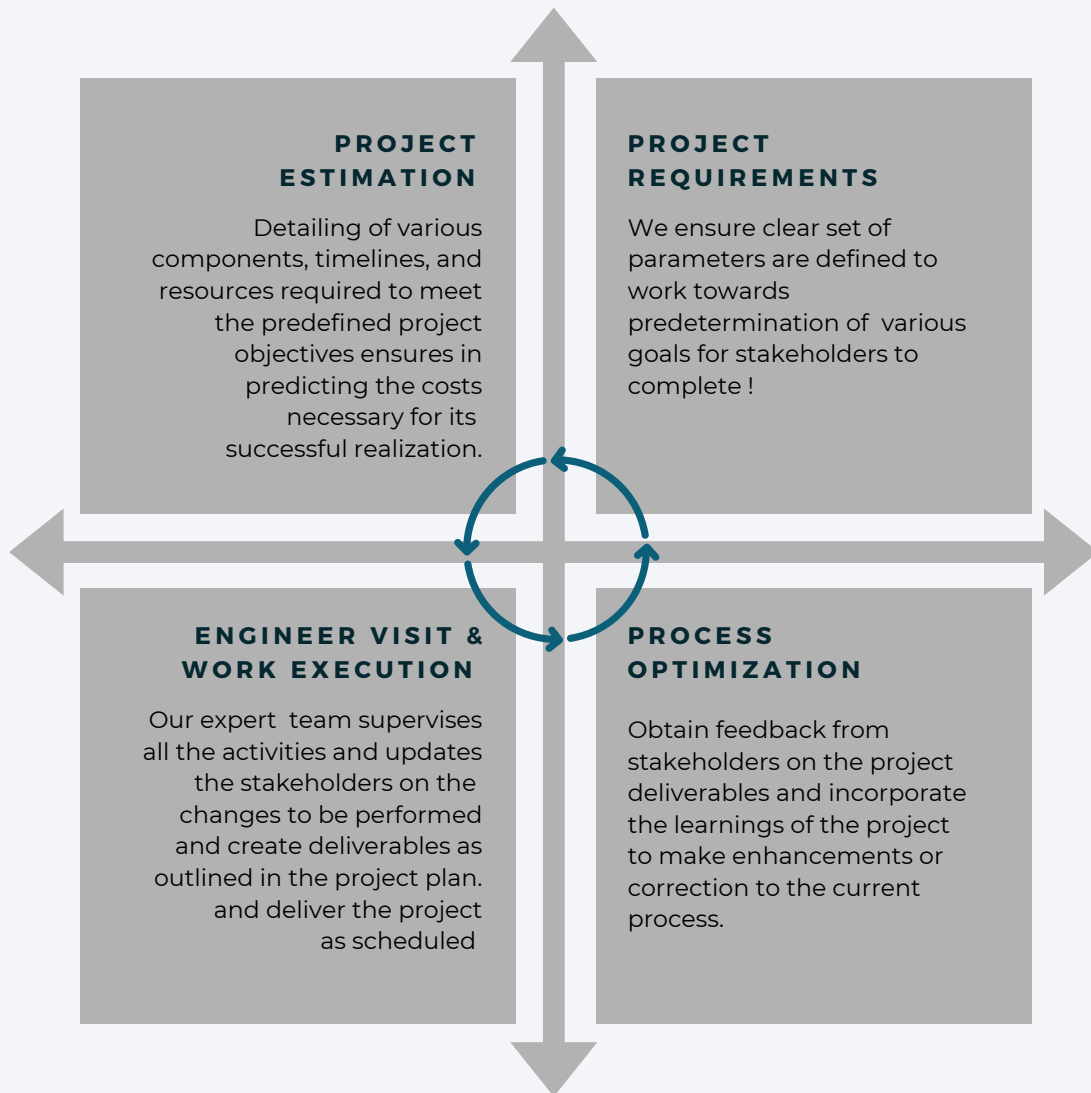 PROJECT
ESTIMATION
Detailing of various
components, timelines, and
resources required to meet
the predefined project
objectives ensures in
predicting the costs
necessary for its
successful realization.
PROJECT
REQUIREMENTS
We ensure clear set of
parameters are defined to
work towards
predetermination of  various
goals for stakeholders to
complete !
ENGINEER VISIT &
WORK EXECUTION
Our expert  team supervises
all the activities and updates
the stakeholders on the
changes to be performed
and create deliverables as
outlined in the project plan.
and deliver the project
as scheduled
PROCESS
OPTIMIZATION
Obtain feedback from
stakeholders on the project
deliverables and incorporate
the learnings of the project
to make enhancements or
correction to the current
process.